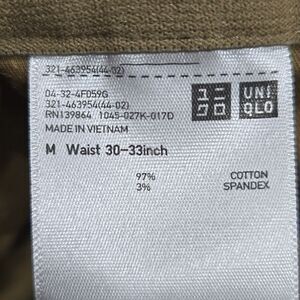 321-463954(44-02)
04-32-4F059G
321-463954(44-02)
RN139864 1045-027K-017D
MADE IN VIETNAM
ユニ
クロ
UNI
QLO
M Waist 30-33inch
97% COTTON
3% SPANDEX